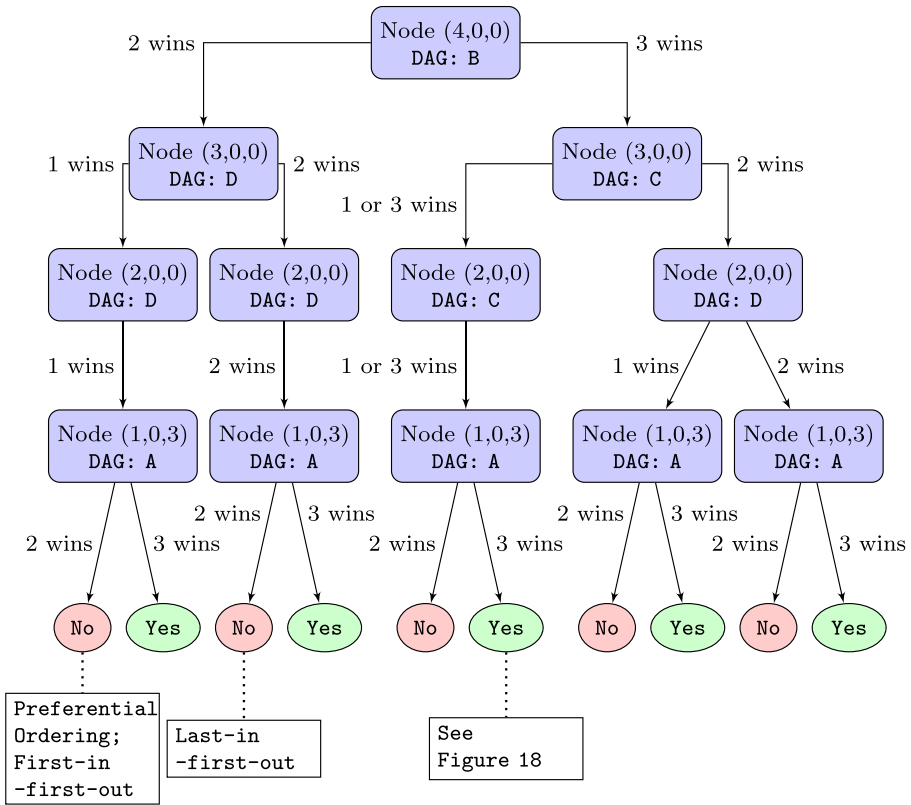 2 wins
Node (4,0,0)
DAG: B
3 wins
1 wins
Node (3,0,0)
DAG: D
2 wins
1 or 3 wins
Node (3,0,0)
DAG: C
2 wins
Node (2,0,0)
DAG: D
Node (2,0,0)
DAG: D
Node (2,0,0)
DAG: C
Node (2,0,0)
DAG: D
1 wins
2 wins
1 or 3 wins
1 wins
2 wins
Node (1,0,3)
DAG: A
Node (1,0,3)
DAG: A
Node (1,0,3)
DAG: A
Node (1,0,3)
DAG: A
Node (1,0,3)
DAG: A
2 wins
3 wins
2 wins
3 wins
2 wins
3 wins
2 wins
3 wins
2 wins
3 wins
No
Yes
No
Yes
No
Yes
No
Yes
No
Yes
Preferential
Ordering;
First-in
-first-out
Last-in
-first-out
See
Figure 18